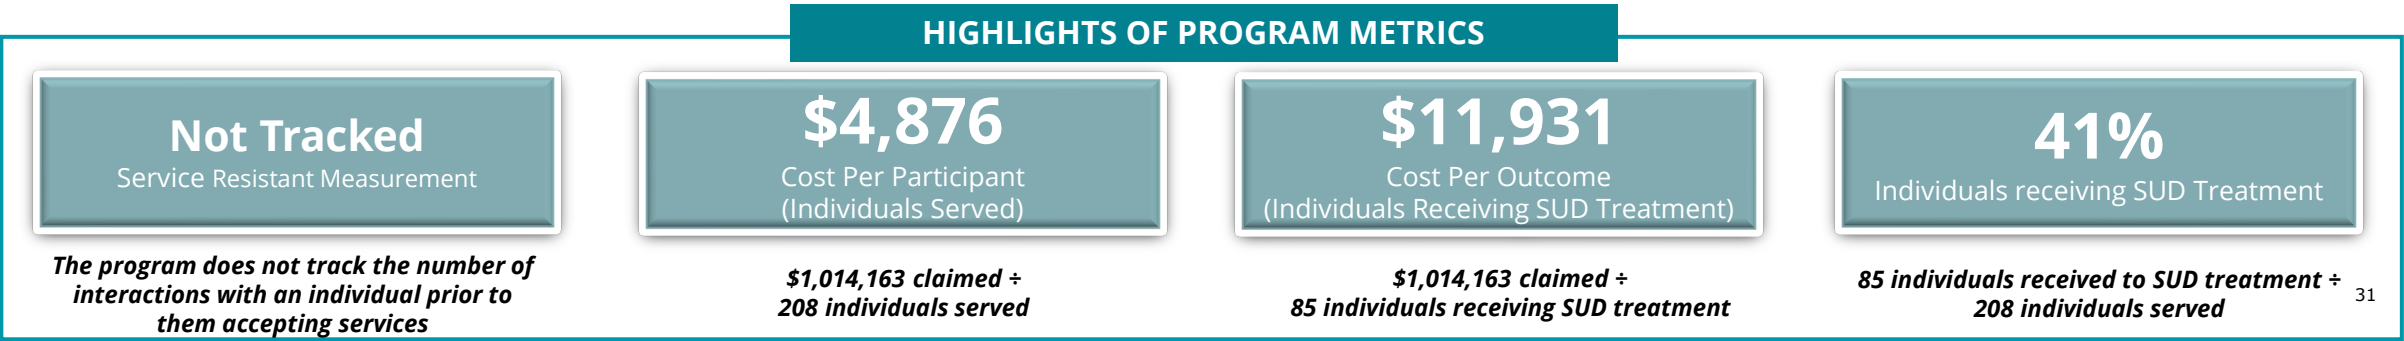 HIGHLIGHTS OF PROGRAM METRICS
Not Tracked
Service Resistant Measurement
The program does not track the number of
interactions with an individual prior to
them accepting services
$4,876
Cost Per Participant
(Individuals Served)
$1,014,163 claimed ÷
208 individuals served
$11,931
Cost Per Outcome
(Individuals Receiving SUD Treatment)
$1,014,163 claimed ÷
85 individuals receiving SUD treatment
41%
Individuals receiving SUD Treatment
85 individuals received to SUD treatment ÷
208 individuals served
31